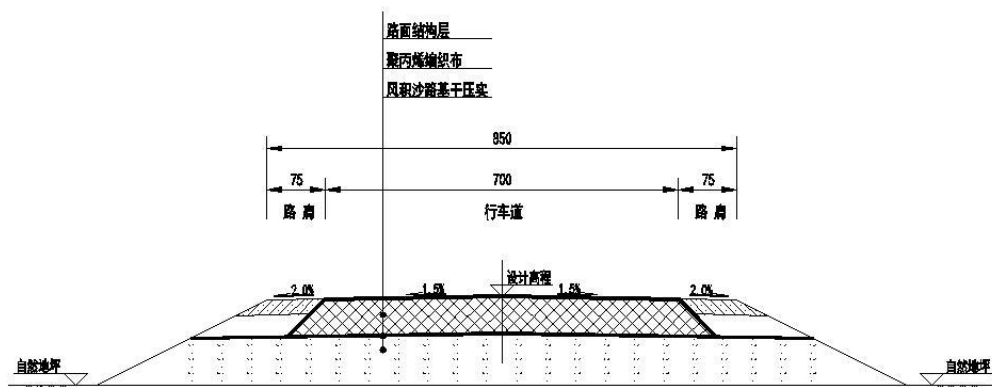 路面结构层
聚丙烯编织布
风积沙路基干压实
850
75 700 75
路肩 行车道 路肩
设计高程
2.0% 1.5% 1.5% 2.0%
自然地坪 自然地坪